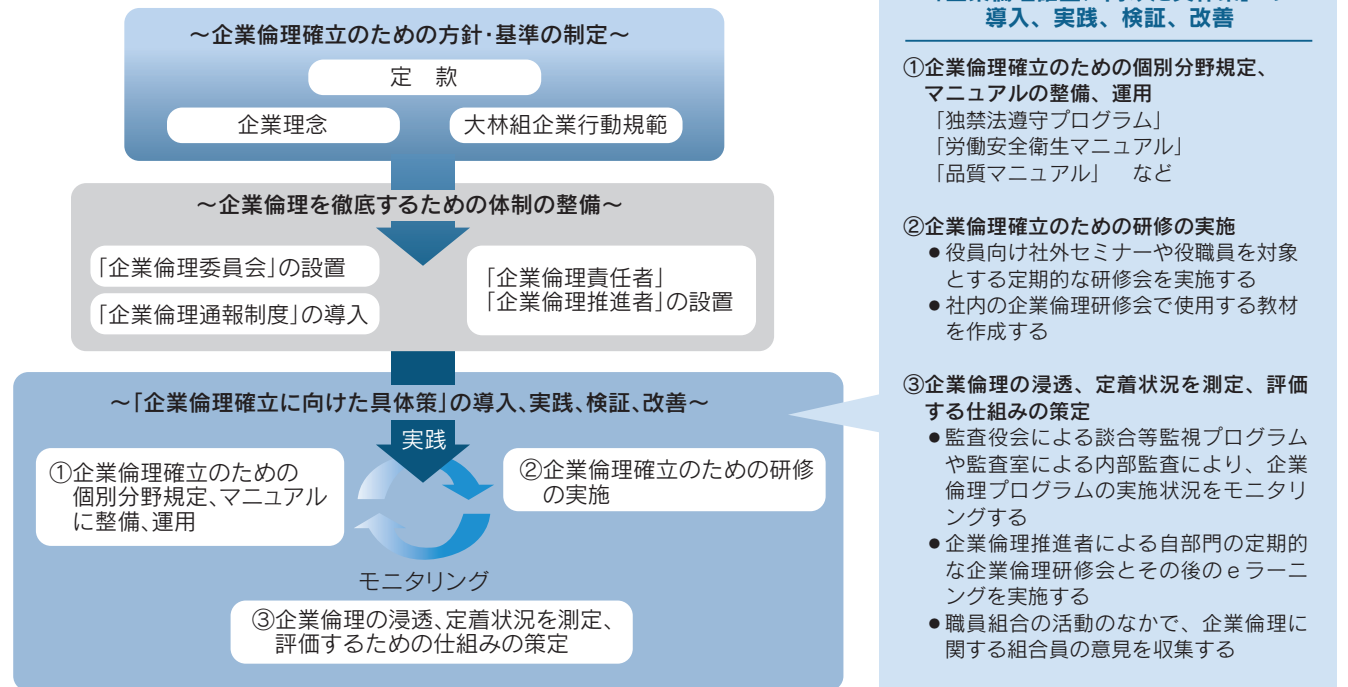 ～企業倫理確立のための方針･基準の制定～
定　款
企業理念
大林組企業行動規範
～企業倫理を徹底するための体制の整備～
「企業倫理委員会」の設置
「企業倫理通報制度」の導入
「企業倫理責任者」
「企業倫理推進者」の設置
～「企業倫理確立に向けた具体策」の導入、実践、検証、改善～
実践
①企業倫理確立のための
個別分野規定、マニュアル
に整備、運用
②企業倫理確立のための研修
の実施
モニタリング
③企業倫理の浸透、定着状況を測定、
評価するための仕組みの策定
導入、実践、検証、改善
①企業倫理確立のための個別分野規定、
マニュアルの整備、運用
「独禁法遵守プログラム」
「労働安全衛生マニュアル」
「品質マニュアル」　など
②企業倫理確立のための研修の実施
●役員向け社外セミナーや役職員を対象
とする定期的な研修会を実施する
●社内の企業倫理研修会で使用する教材
を作成する
③企業倫理の浸透、定着状況を測定、評価
する仕組みの策定
●監査役会による談合等監視プログラム
や監査室による内部監査により、企業
倫理プログラムの実施状況をモニタリ
ングする
●企業倫理推進者による自部門の定期的
な企業倫理研修会とその後のｅラーニ
ングを実施する
●職員組合の活動のなかで、企業倫理に
関する組合員の意見を収集する